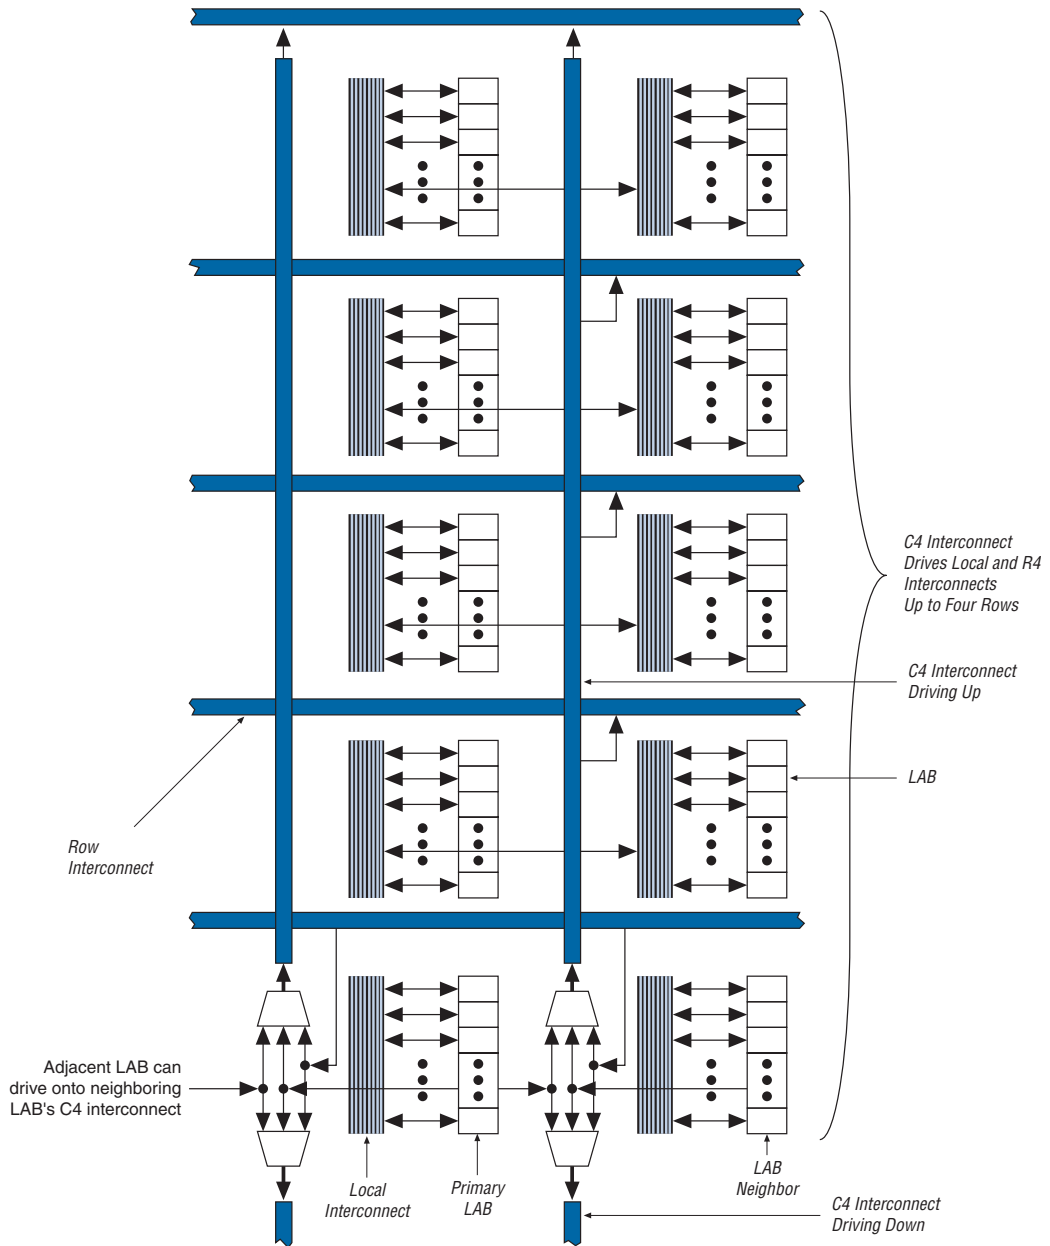 C4 Interconnect
Drives Local and R4
Interconnects
Up to Four Rows
C4 Interconnect
Driving Up
LAB
Row
Interconnect
Adjacent LAB can
drive onto neighboring
LAB's C4 interconnect
Local
Interconnect
Primary
LAB
LAB
Neighbor
C4 Interconnect
Driving Down